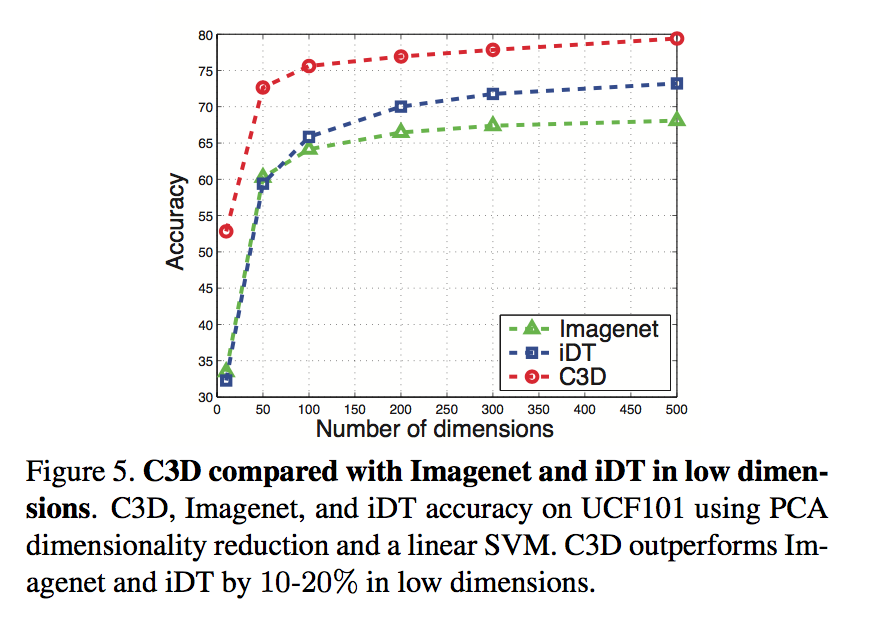 80
75
70
65
60
55
50
45
40
35
30
Accuracy
Imagenet
iDT
C3D
0 50 100 150 200 250 300 350 400 450 500
Number of dimensions
Figure 5. C3D compared with Imagenet and iDT in low dimen-
sions. C3D, Imagenet, and iDT accuracy on UCF101 using PCA
dimensionality reduction and a linear SVM. C3D outperforms Im-
agenet and iDT by 10-20% in low dimensions.